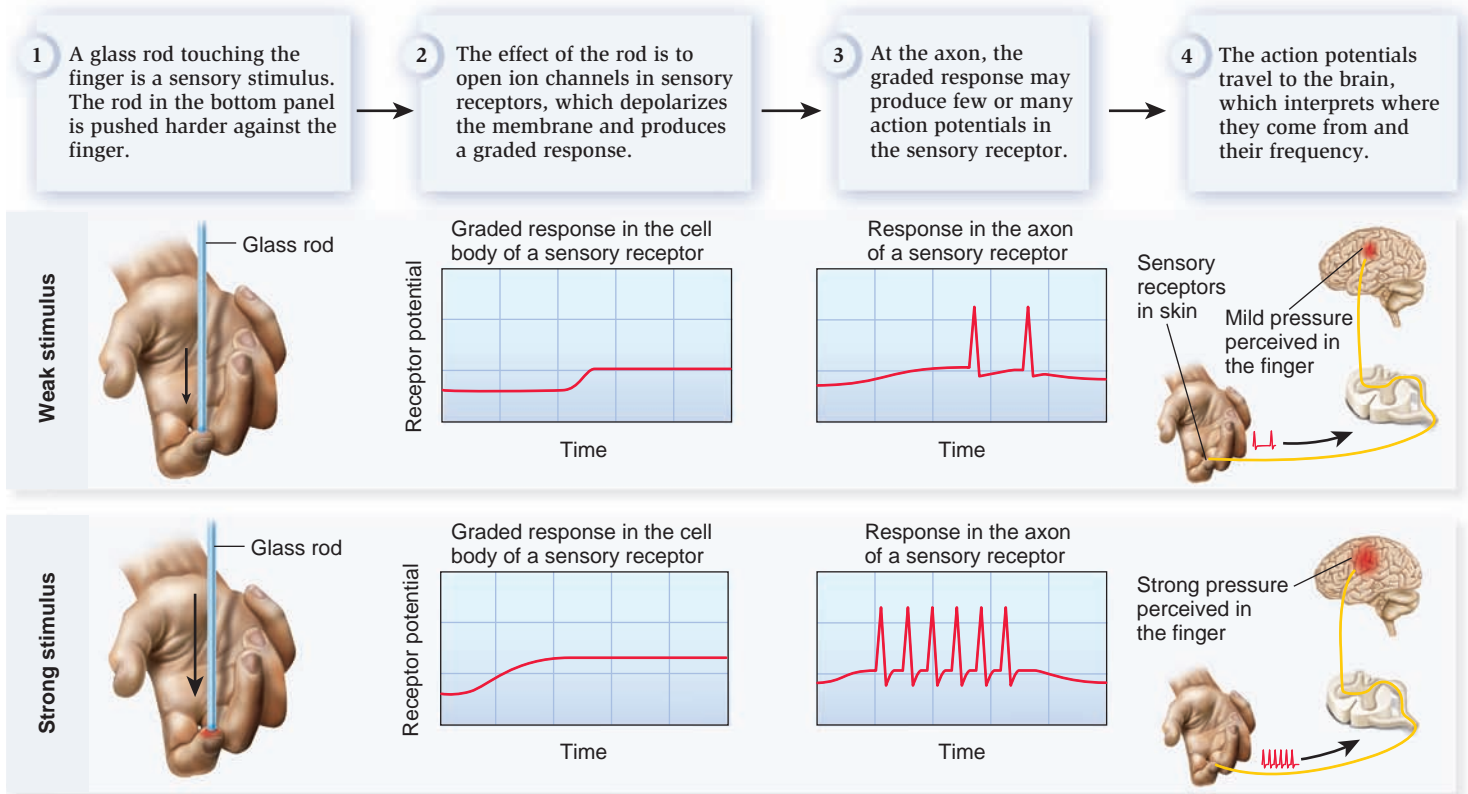 1 A glass rod touching the
finger is a sensory stimulus.
The rod in the bottom panel
is pushed harder against the
finger.
2 The effect of the rod is to
open ion channels in sensory
receptors, which depolarizes
the membrane and produces
a graded response.
3 At the axon, the
graded response may
produce few or many
action potentials in
the sensory receptor.
4 The action potentials
travel to the brain,
which interprets where
they come from and
their frequency.
Weak stimulus
Glass rod
Graded response in the cell
body of a sensory receptor
Receptor potential
Time
Response in the axon
of a sensory receptor
Time
Sensory
receptors
in skin
Mild pressure
perceived in
the finger
Strong stimulus
Glass rod
Graded response in the cell
body of a sensory receptor
Receptor potential
Time
Response in the axon
of a sensory receptor
Time
Strong pressure
perceived in
the finger